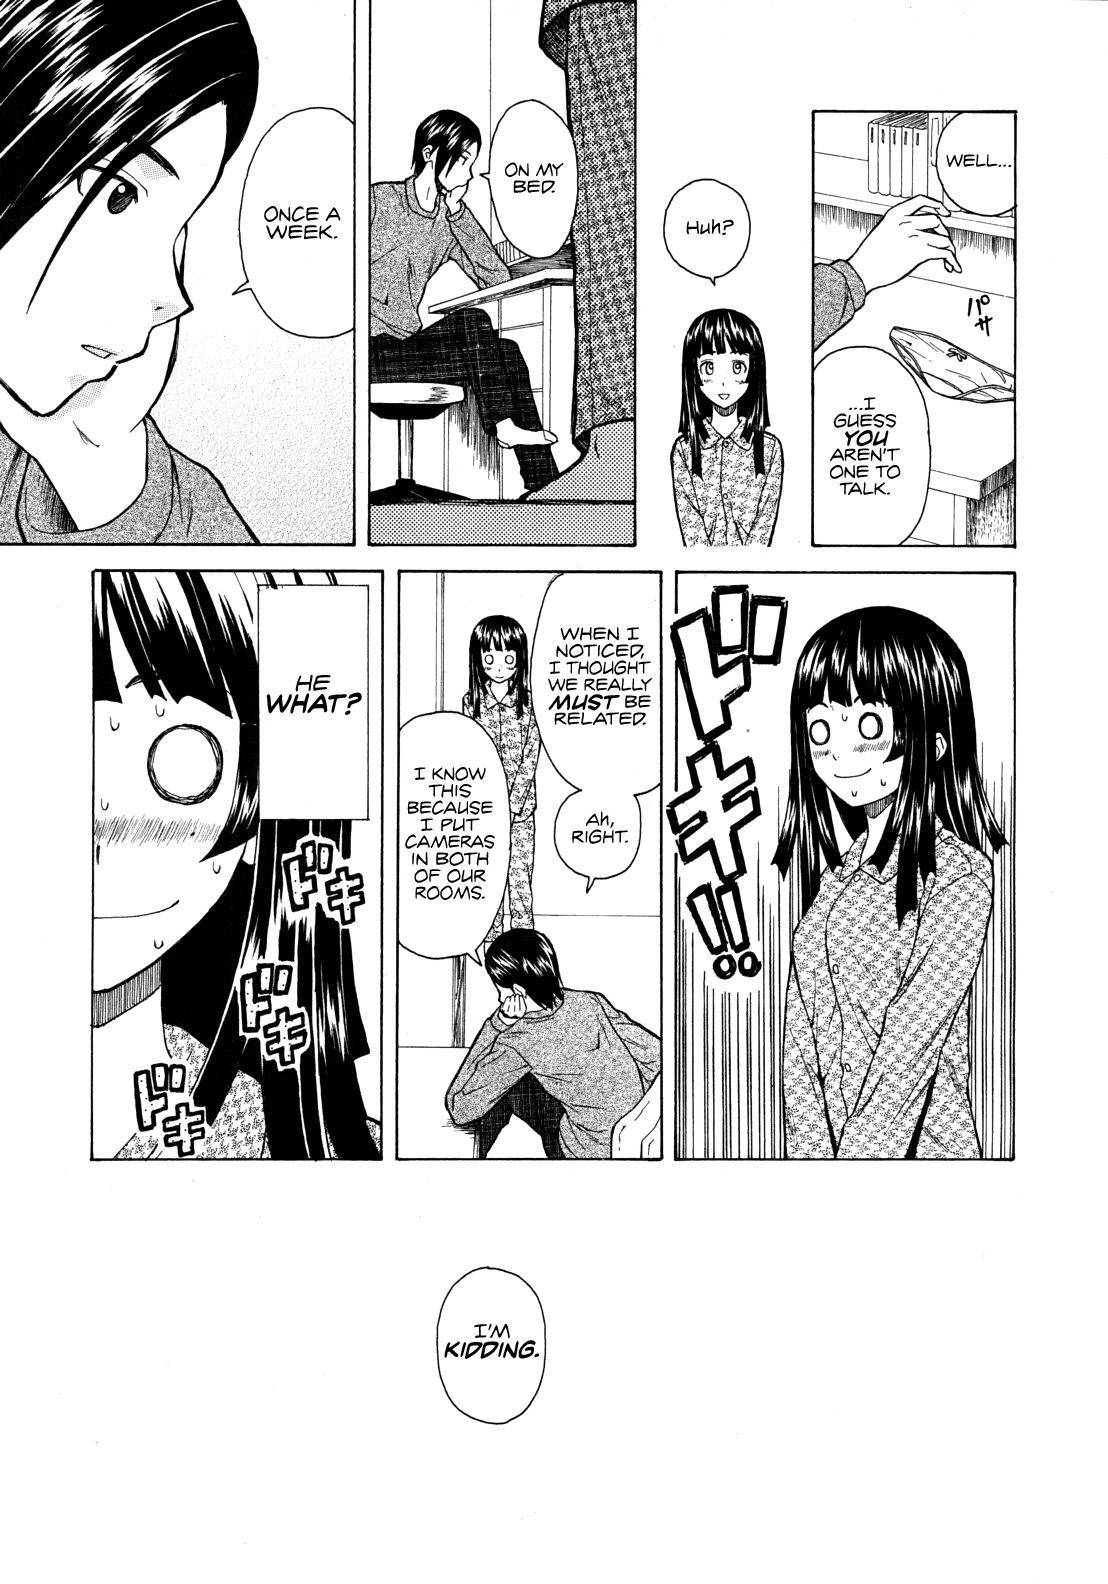 WELL...
パサ
...I
GUESS
YOU
AREN'T
ONE TO
TALK.
Huh?
ON MY
BED.
ONCE A
WEEK.
ドキ!!
WHEN I
NOTICED,
I THOUGHT
WE REALLY
MUST BE
RELATED.
Ah,
RIGHT.
I KNOW
THIS
BECAUSE
I PUT
CAMERAS
IN BOTH
OF OUR
ROOMS.
HE
WHAT?
ドキ
ドキ
ドキ
I'M
KIDDING.